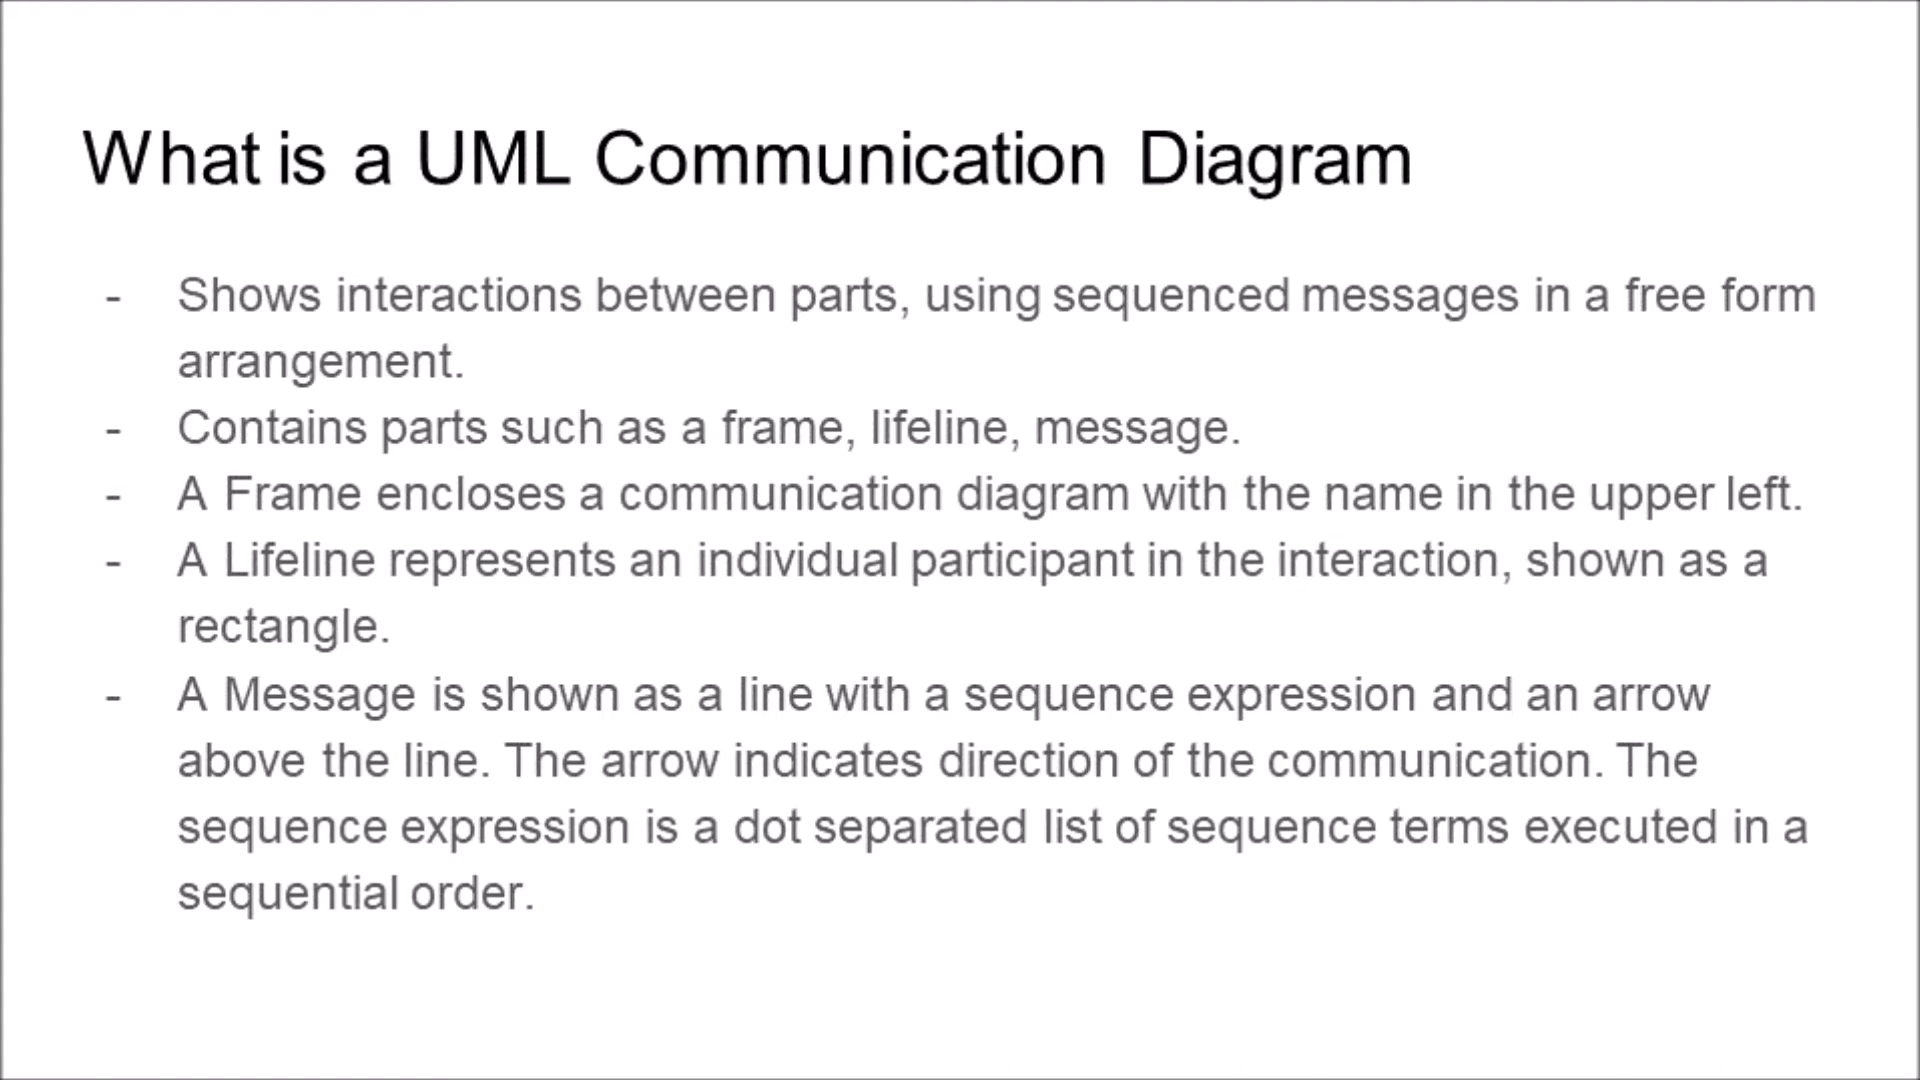 What is a UML Communication Diagram
- Shows interactions between parts, using sequenced messages in a free form
arrangement.
- Contains parts such as a frame, lifeline, message.
- A Frame encloses a communication diagram with the name in the upper left.
- A Lifeline represents an individual participant in the interaction, shown as a
rectangle.
- A Message is shown as a line with a sequence expression and an arrow
above the line. The arrow indicates direction of the communication. The
sequence expression is a dot separated list of sequence terms executed in a
sequential order.